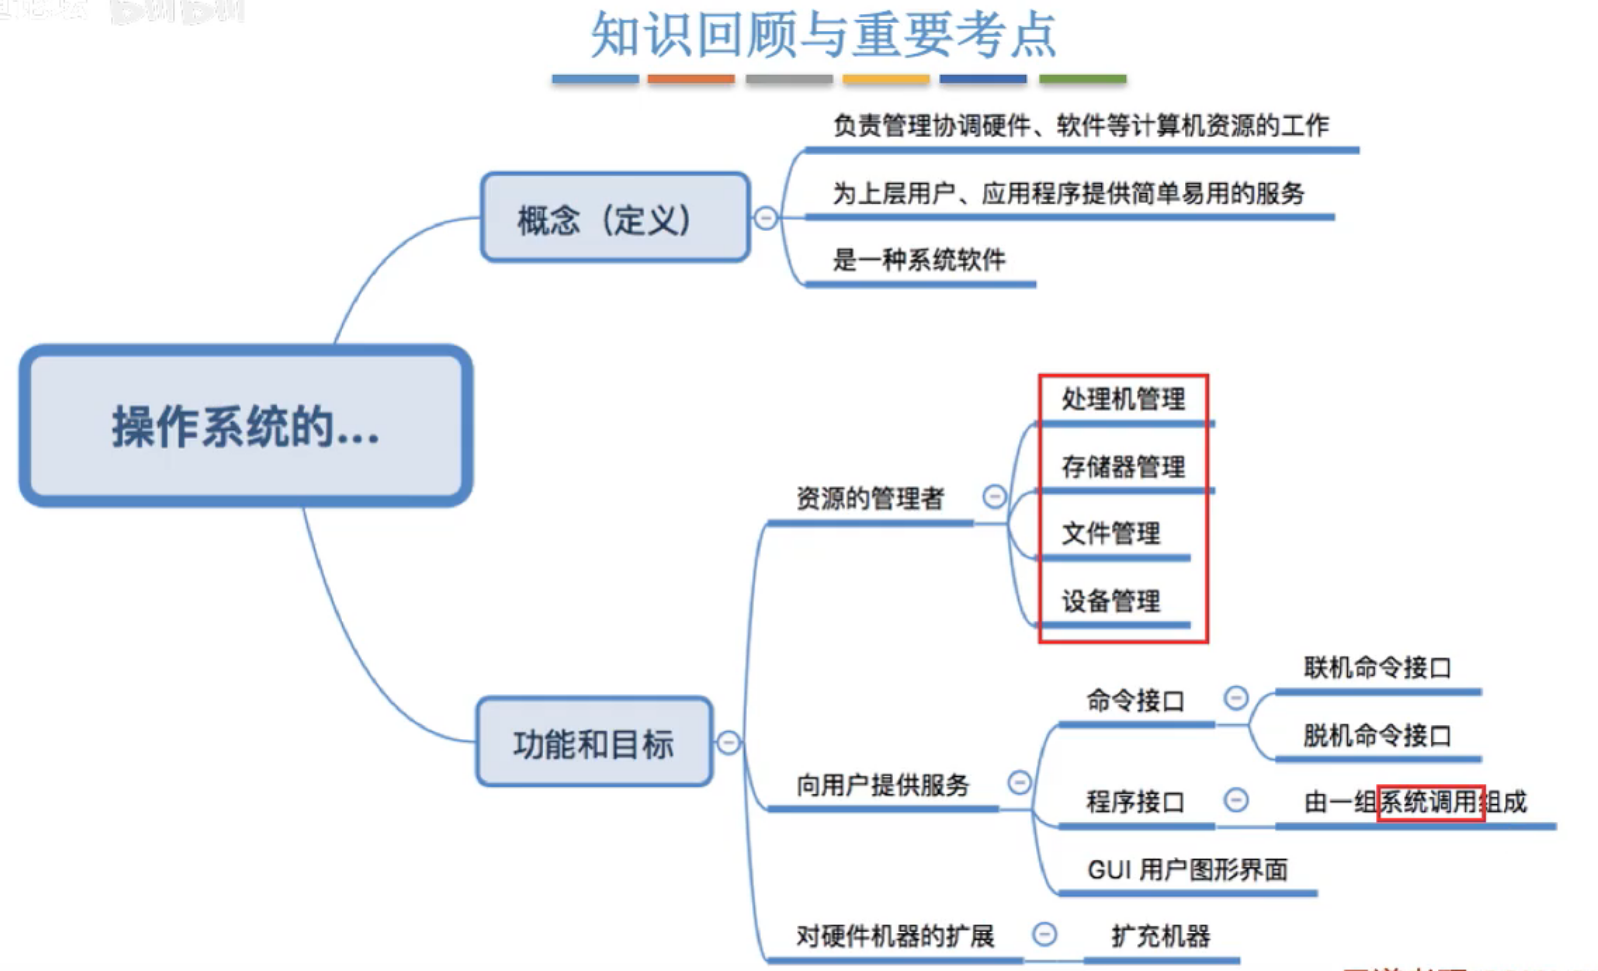 知识回顾与重要考点
负责管理协调硬件、软件等计算机资源的工作
概念（定义）
为上层用户、应用程序提供简单易用的服务
是一种系统软件
操作系统的...
处理机管理
存储器管理
资源的管理者
文件管理
设备管理
功能和目标
联机命令接口
命令接口
脱机命令接口
向用户提供服务
程序接口
由一组系统调用组成
GUI 用户图形界面
对硬件机器的扩展
扩充机器